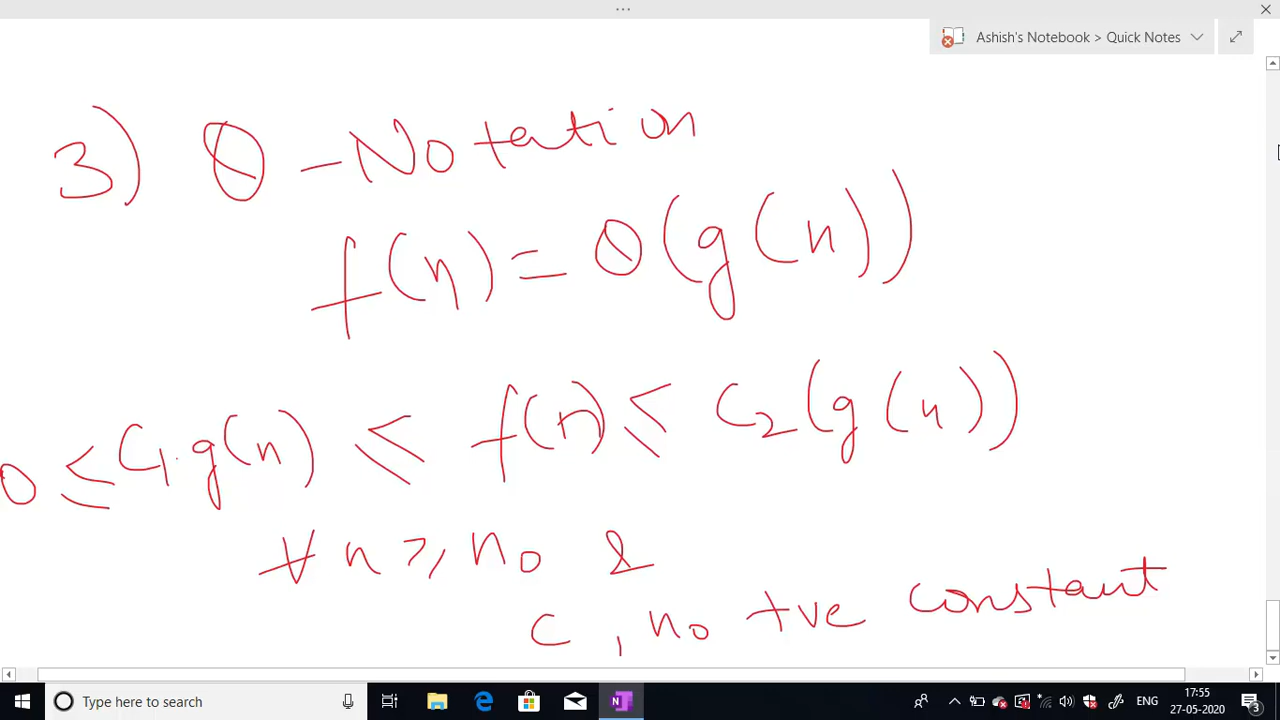 ...
Ashish's Notebook > Quick Notes
3) θ - Notation
f(n) = θ(g(n))
0 ≤ c₁.g(n) ≤ f(n) ≤ c₂(g(n))
∀ n ≥ n₀ &
c, n₀ +ve constant
Type here to search
ENG
17:55
27-05-2020
3